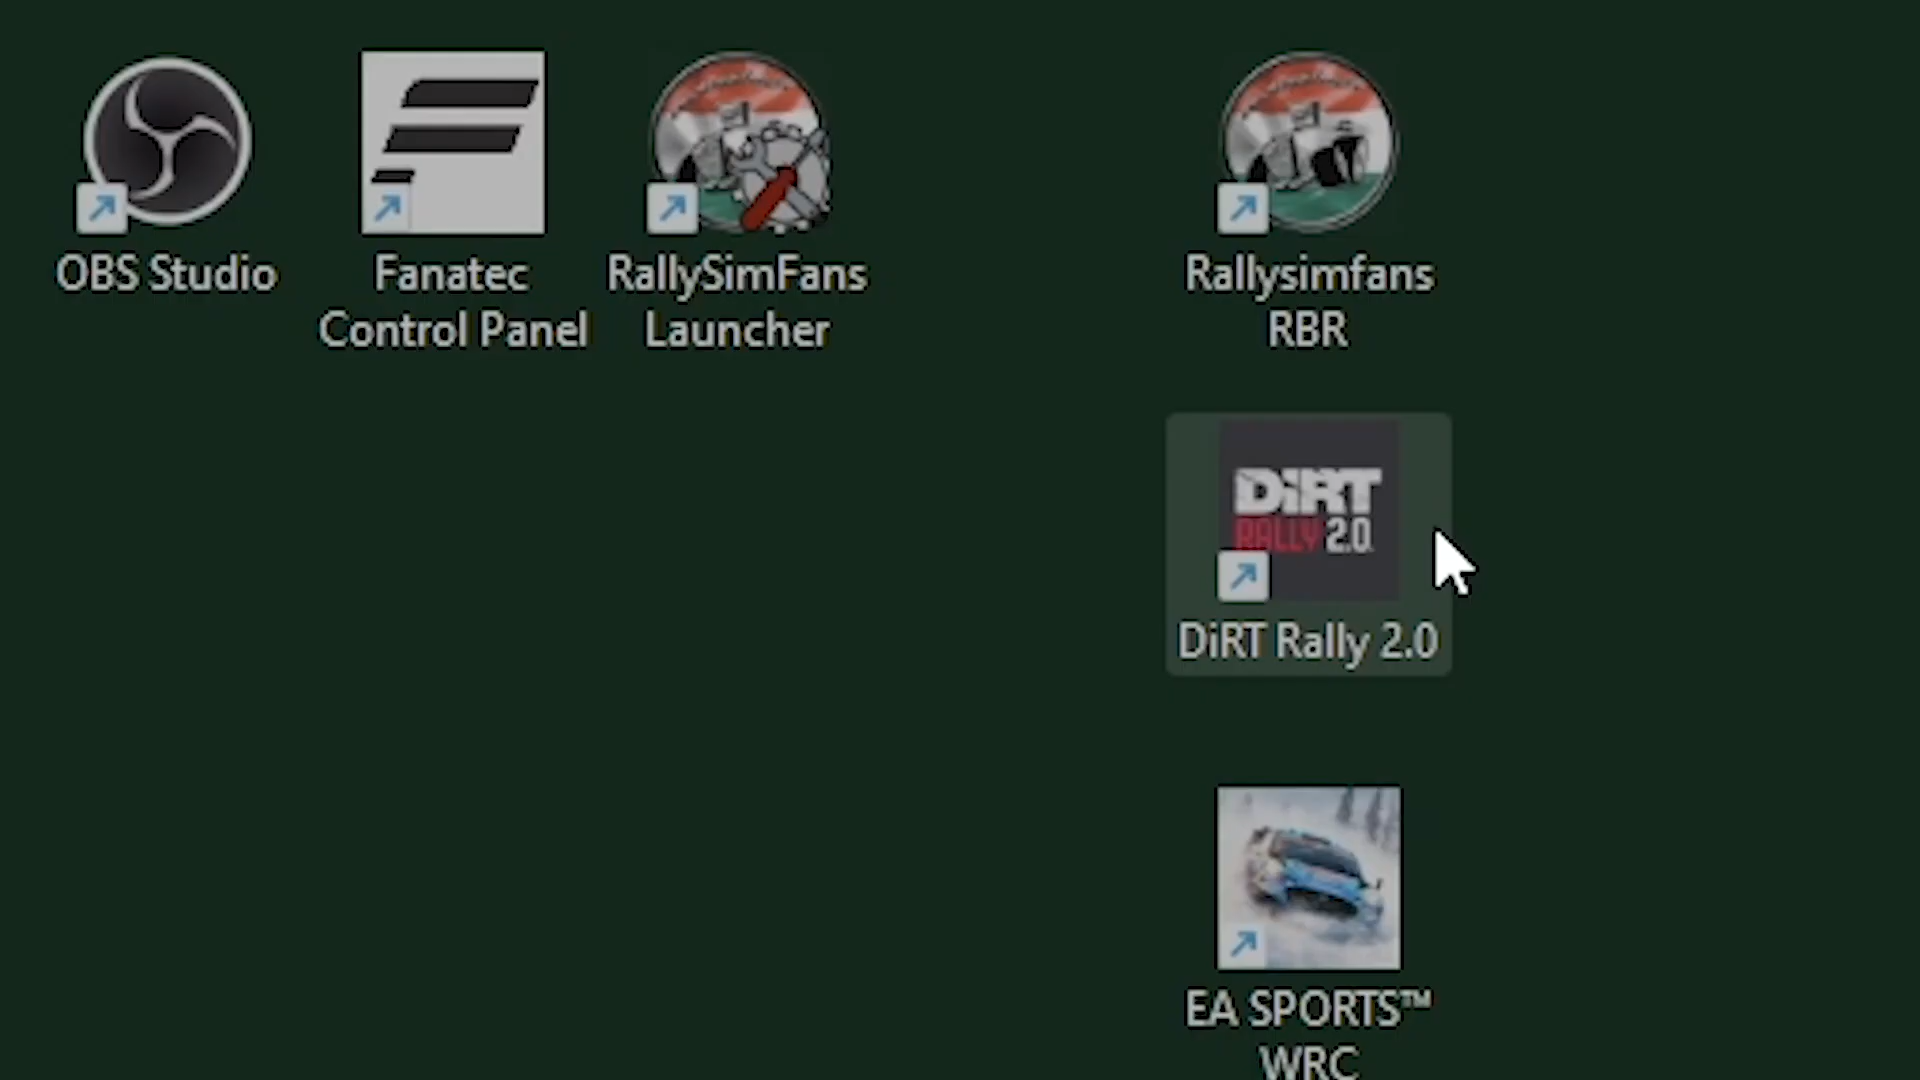 OBS Studio
Fanatec
Control Panel
RallySimFans
Launcher
Rallysimfans
RBR
DiRT
RALLY 2.0
DiRT Rally 2.0
EA SPORTS™
WRC